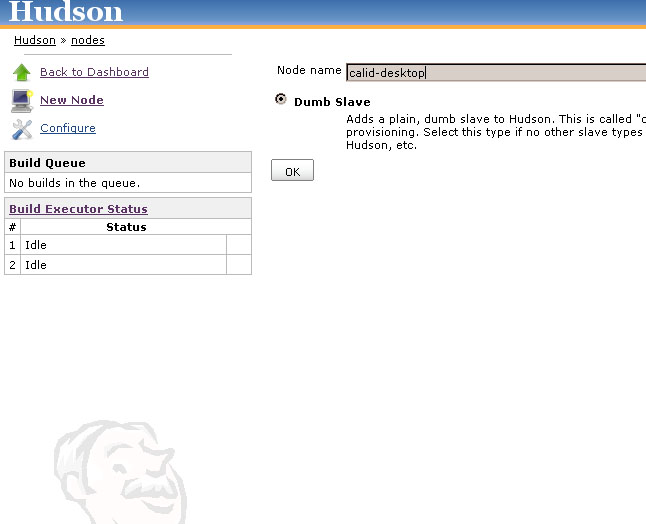 Hudson
Hudson » nodes
Back to Dashboard
New Node
Configure
Build Queue
No builds in the queue.
Build Executor Status
# Status
1 Idle
2 Idle
Node name calid-desktop
Dumb Slave
Adds a plain, dumb slave to Hudson. This is called "
provisioning. Select this type if no other slave types
Hudson, etc.
OK